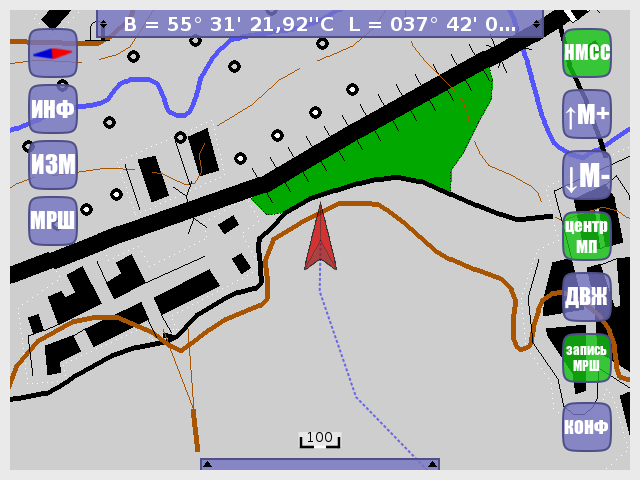 B = 55° 31' 21,92''С L = 037° 42' 0...
НМСС
ИНФ
↑М+
ИЗМ
↓М-
МРШ
центр
МП
ДВЖ
запись
МРШ
КОНФ
100